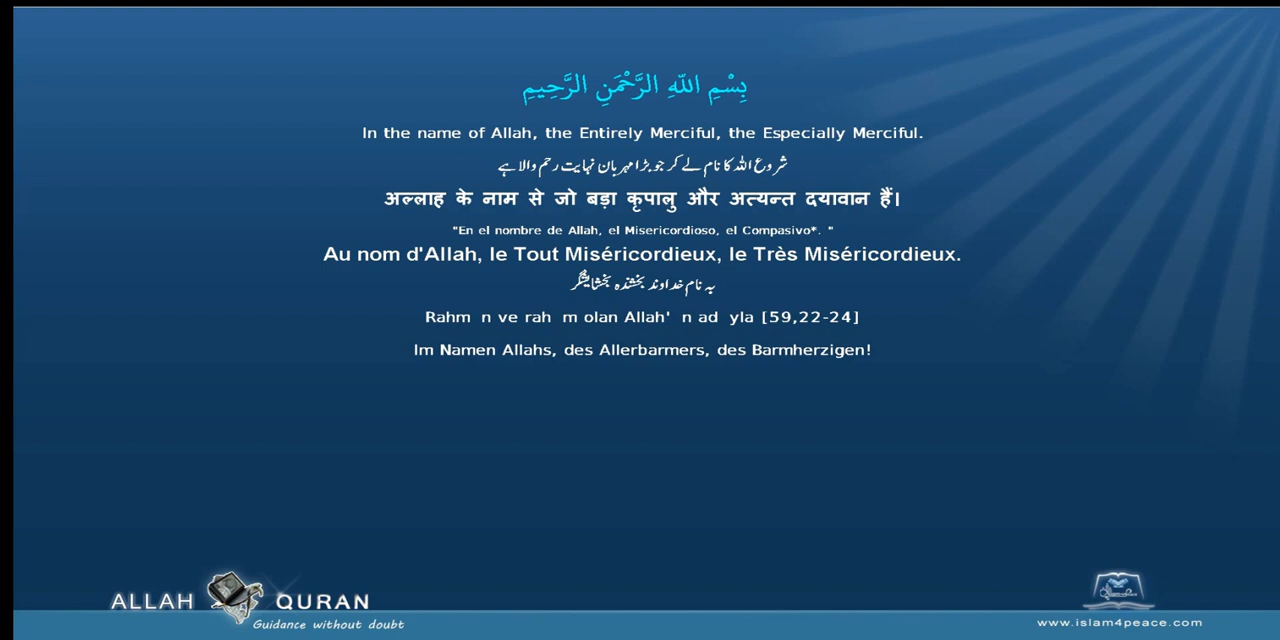 بِسْمِ اللَّهِ الرَّحْمَنِ الرَّحِيمِ
In the name of Allah, the Entirely Merciful, the Especially Merciful.
شروع الله کا نام لے کر جو بڑا مہربان نہایت رحم والا ہے
अल्लाह के नाम से जो बड़ा कृपालु और अत्यन्त दयावान हैं।
"En el nombre de Allah, el Misericordioso, el Compasivo*. "
Au nom d'Allah, le Tout Miséricordieux, le Très Miséricordieux.
به نام خداوند بخشنده بخشایشگر
Rahm n ve rah m olan Allah' n ad yla [59,22-24]
Im Namen Allahs, des Allerbarmers, des Barmherzigen!
ALLAH QURAN
Guidance without doubt
www.islam4peace.com